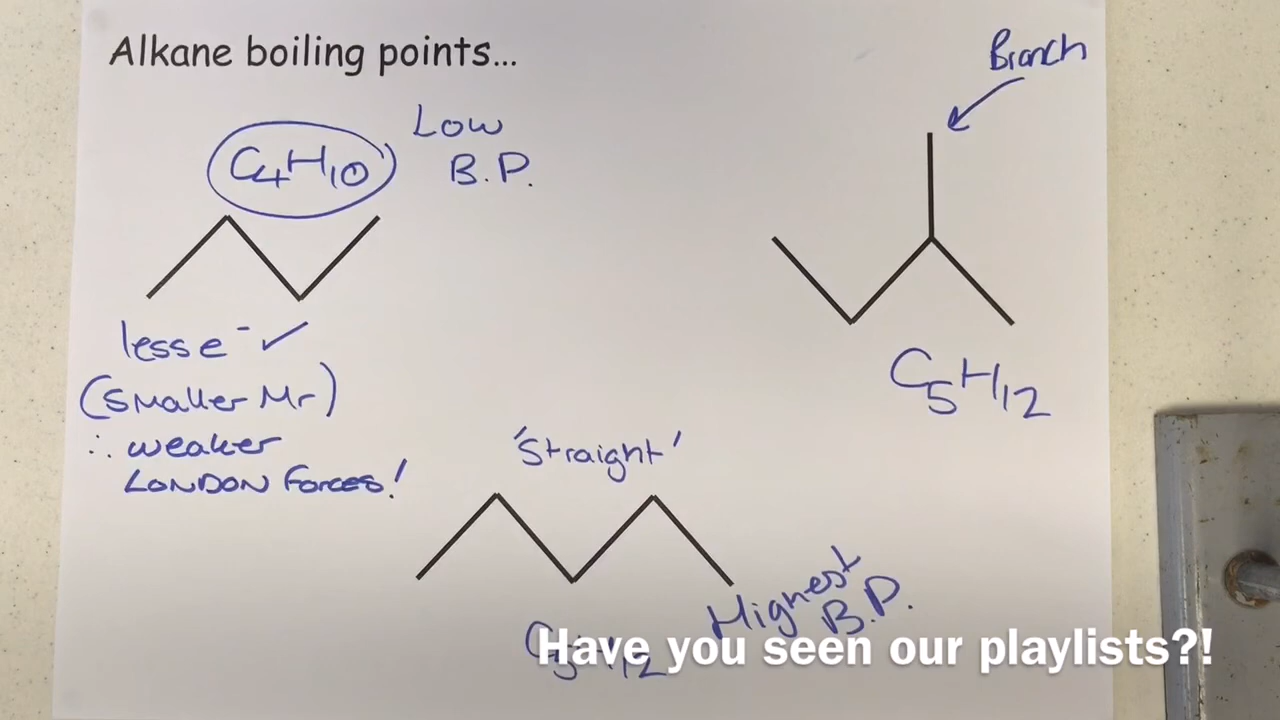 Alkane boiling points...
C4H10
Low
B.P.
Branch
less e⁻ ✓
(smaller Mr)
∴ weaker
LONDON Forces!
C5H12
'Straight'
Highest
B.P.
C5H12
Have you seen our playlists?!